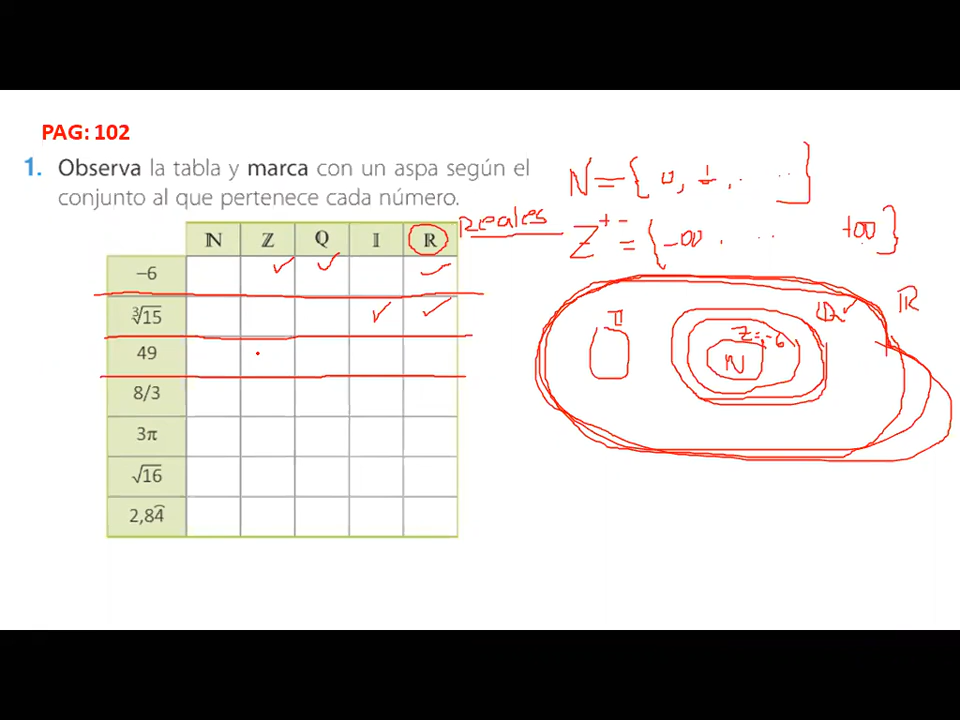 PAG: 102
1. Observa la tabla y marca con un aspa según el
conjunto al que pertenece cada número.
N Z Q I R
–6 ✓ ✓ ✓
∛15 ✓ ✓
49
8/3
3π
√16
2,84͡
Reales
N = { 0, 1, .. }
Z⁺⁻ = { -∞ . .. +∞ }
R
I
Q ✓
Z = -6
N